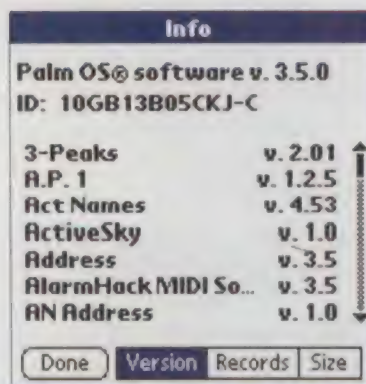 Info
Palm OS® software v. 3.5.0
ID: 10GB13B05CKJ-C
3-Peaks v. 2.01
A.P. 1 v. 1.2.5
Act Names v. 4.53
ActiveSky v. 1.0
Address v. 3.5
AlarmHack MIDI So... v. 3.5
AN Address v. 1.0
Done Version Records Size